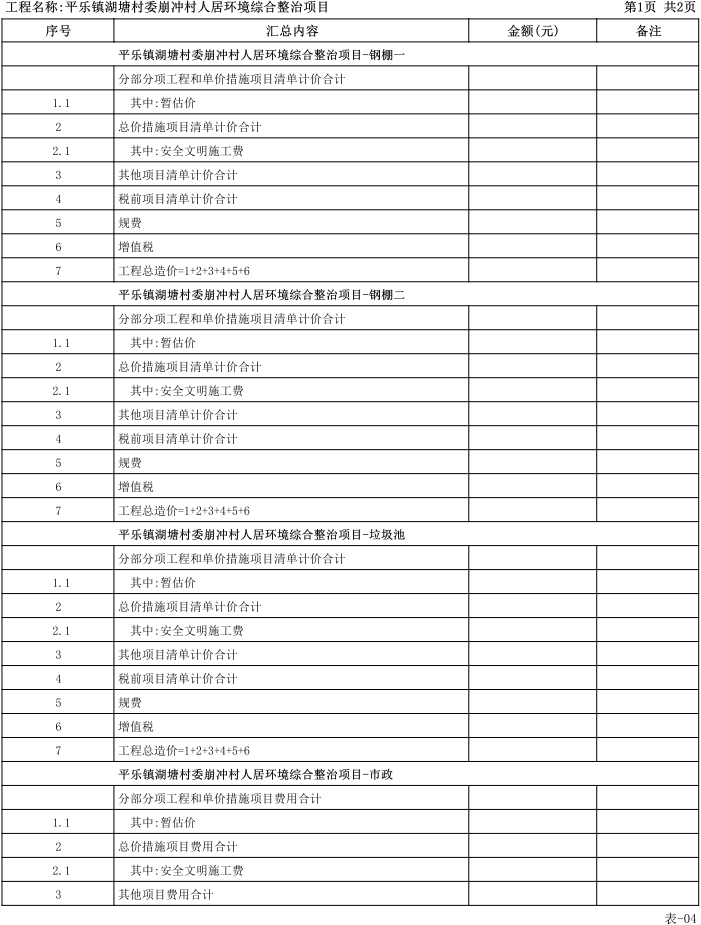 工程名称:平乐镇湖塘村委崩冲村人居环境综合整治项目 第1页 共2页
序号 汇总内容 金额(元) 备注
平乐镇湖塘村委崩冲村人居环境综合整治项目-钢棚一
分部分项工程和单价措施项目清单计价合计
1.1 其中:暂估价
2 总价措施项目清单计价合计
2.1 其中:安全文明施工费
3 其他项目清单计价合计
4 税前项目清单计价合计
5 规费
6 增值税
7 工程总造价=1+2+3+4+5+6
平乐镇湖塘村委崩冲村人居环境综合整治项目-钢棚二
分部分项工程和单价措施项目清单计价合计
1.1 其中:暂估价
2 总价措施项目清单计价合计
2.1 其中:安全文明施工费
3 其他项目清单计价合计
4 税前项目清单计价合计
5 规费
6 增值税
7 工程总造价=1+2+3+4+5+6
平乐镇湖塘村委崩冲村人居环境综合整治项目-垃圾池
分部分项工程和单价措施项目清单计价合计
1.1 其中:暂估价
2 总价措施项目清单计价合计
2.1 其中:安全文明施工费
3 其他项目清单计价合计
4 税前项目清单计价合计
5 规费
6 增值税
7 工程总造价=1+2+3+4+5+6
平乐镇湖塘村委崩冲村人居环境综合整治项目-市政
分部分项工程和单价措施项目费用合计
1.1 其中:暂估价
2 总价措施项目费用合计
2.1 其中:安全文明施工费
3 其他项目费用合计
表-04